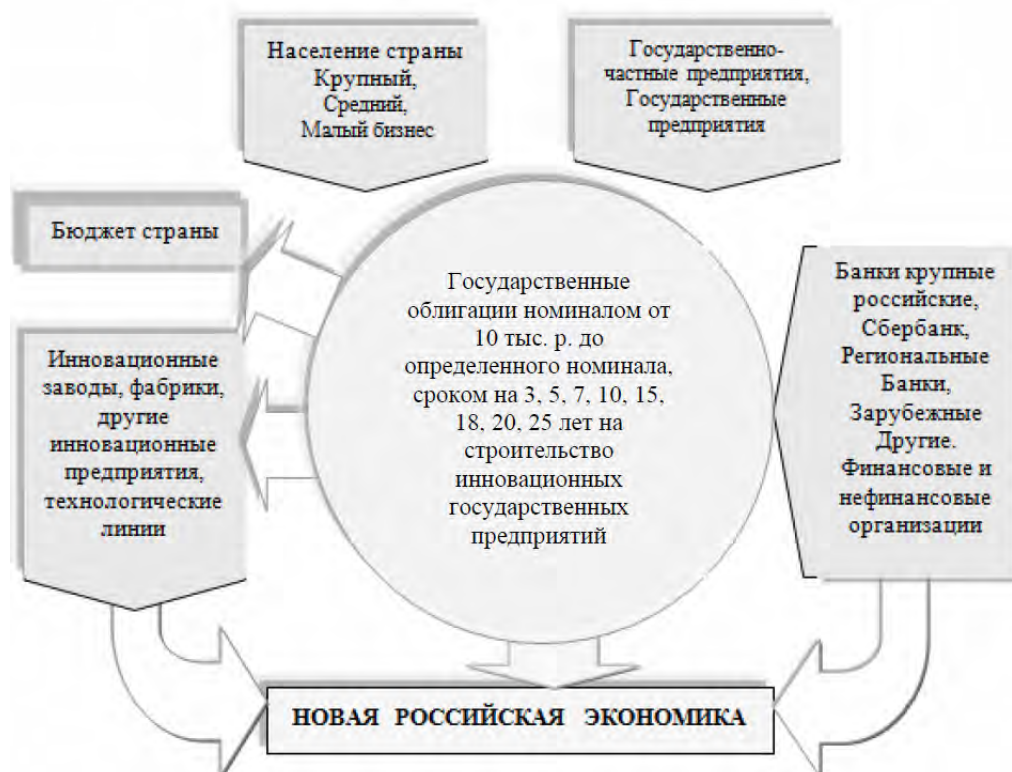 Население страны
Крупный,
Средний,
Малый бизнес
Государственно-
частные предприятия,
Государственные
предприятия
Бюджет страны
Инновационные
заводы, фабрики,
другие
инновационные
предприятия,
технологические
линии
Государственные
облигации номиналом от
10 тыс. р. до
определенного номинала,
сроком на 3, 5, 7, 10, 15,
18, 20, 25 лет на
строительство
инновационных
государственных
предприятий
Банки крупные
российские,
Сбербанк,
Региональные
Банки,
Зарубежные
Другие.
Финансовые и
нефинансовые
организации
НОВАЯ РОССИЙСКАЯ ЭКОНОМИКА